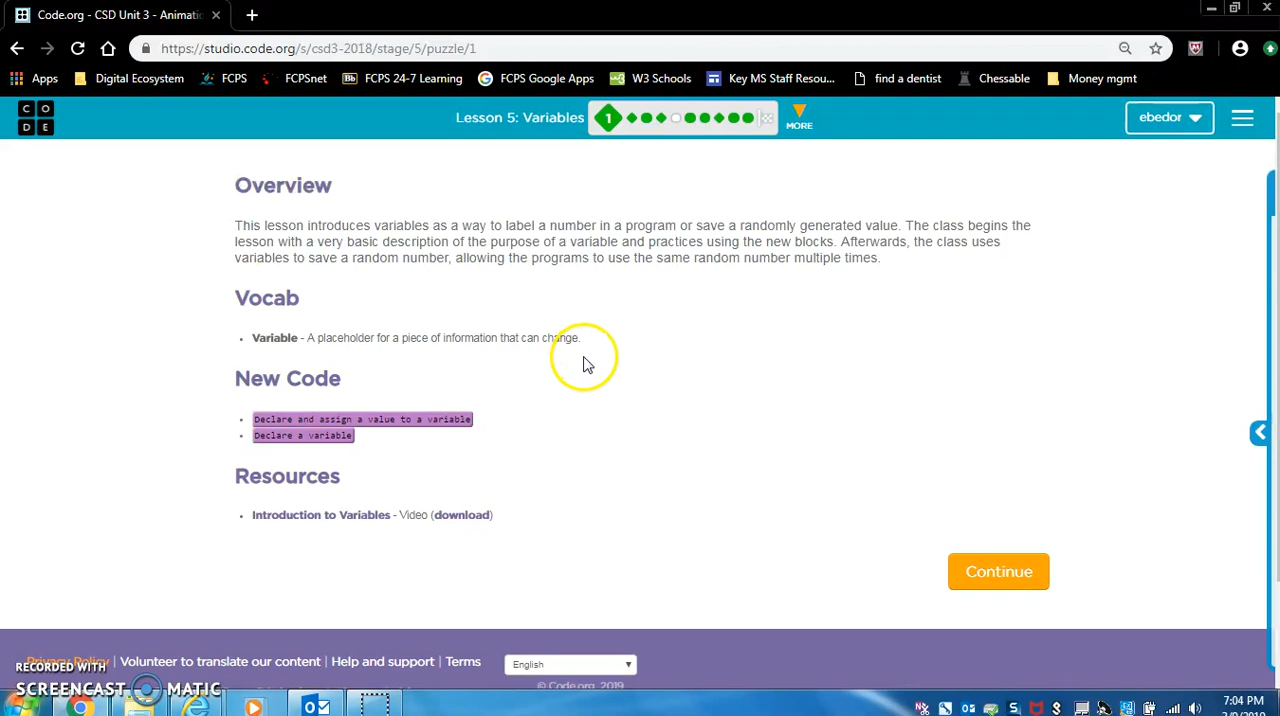 Code.org - CSD Unit 3 - Animatio
https://studio.code.org/s/csd3-2018/stage/5/puzzle/1
Apps Digital Ecosystem FCPS FCPSnet Bb FCPS 24-7 Learning FCPS Google Apps W3 Schools Key MS Staff Resou... find a dentist Chessable Money mgmt
C O
D E
Lesson 5: Variables 1 MORE ebedor
Overview
This lesson introduces variables as a way to label a number in a program or save a randomly generated value. The class begins the
lesson with a very basic description of the purpose of a variable and practices using the new blocks. Afterwards, the class uses
variables to save a random number, allowing the programs to use the same random number multiple times.
Vocab
• Variable - A placeholder for a piece of information that can change.
New Code
• Declare and assign a value to a variable
• Declare a variable
Resources
• Introduction to Variables - Video (download)
Continue
Privacy Policy | Volunteer to translate our content | Help and support | Terms English
© Code.org, 2019
RECORDED WITH
SCREENCAST MATIC
7:04 PM